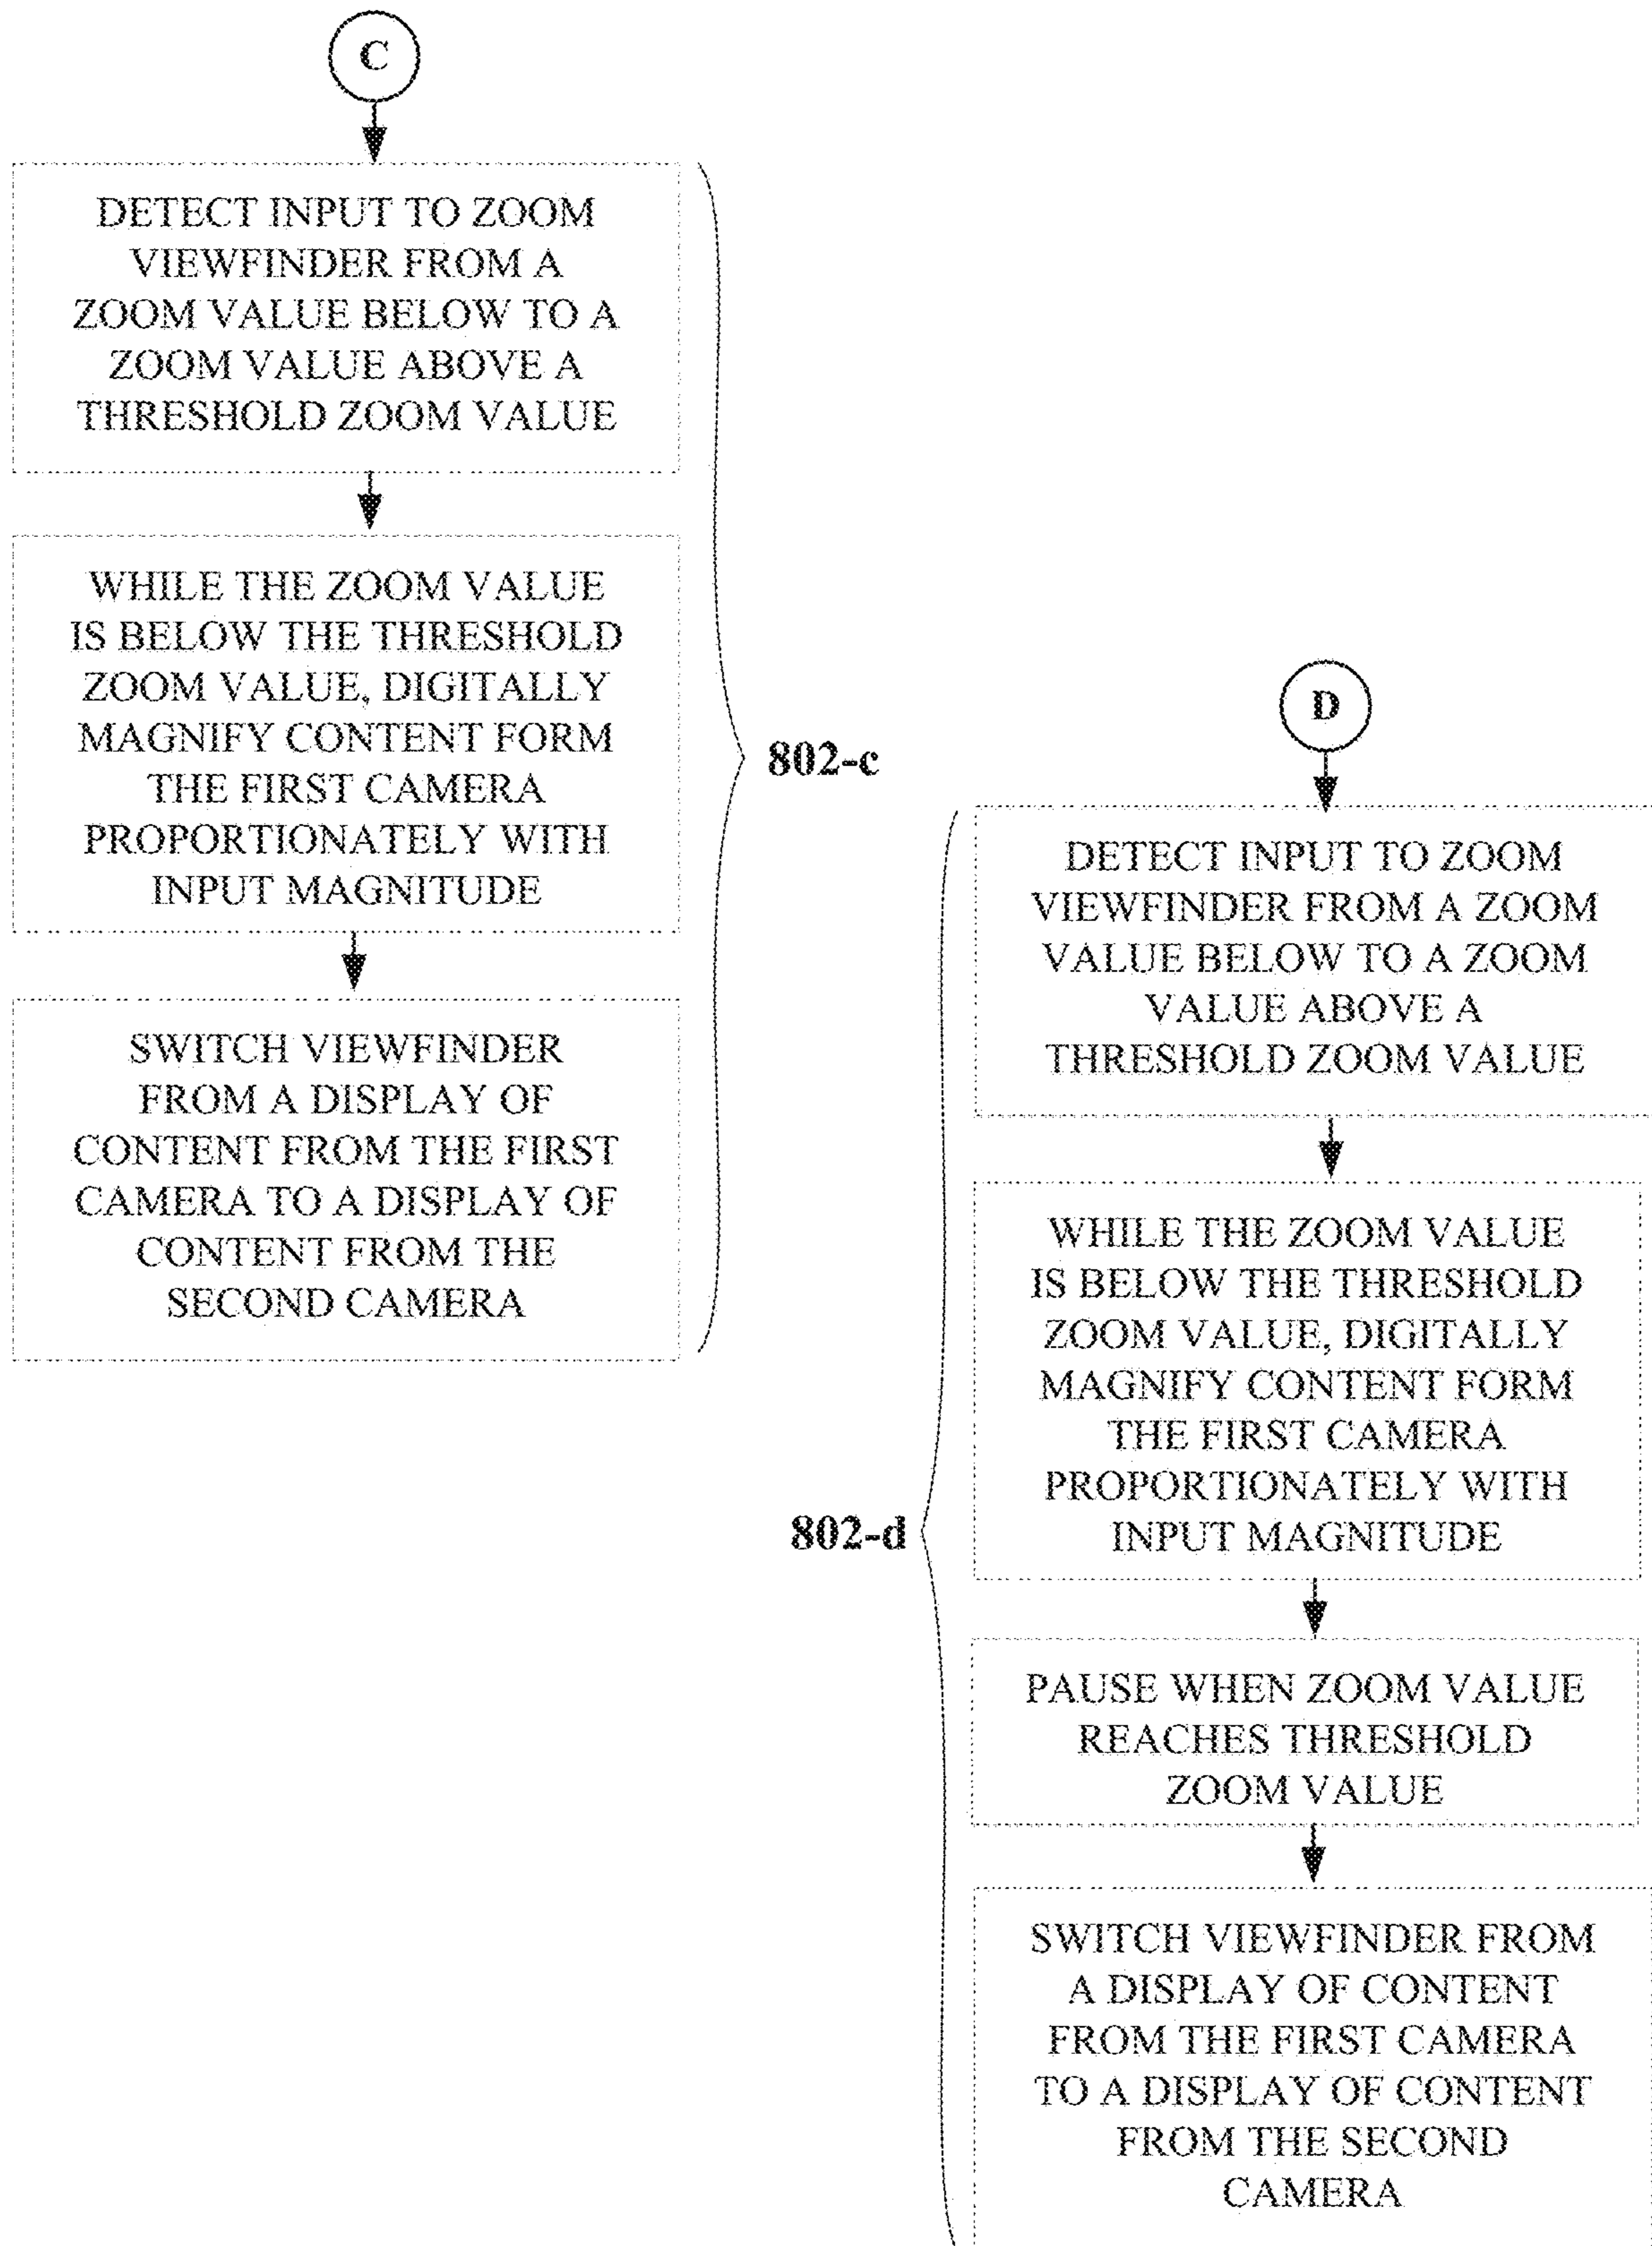 C
DETECT INPUT TO ZOOM
VIEWFINDER FROM A
ZOOM VALUE BELOW TO A
ZOOM VALUE ABOVE A
THRESHOLD ZOOM VALUE
WHILE THE ZOOM VALUE
IS BELOW THE THRESHOLD
ZOOM VALUE, DIGITALLY
MAGNIFY CONTENT FORM
THE FIRST CAMERA
PROPORTIONATELY WITH
INPUT MAGNITUDE
SWITCH VIEWFINDER
FROM A DISPLAY OF
CONTENT FROM THE FIRST
CAMERA TO A DISPLAY OF
CONTENT FROM THE
SECOND CAMERA
802-c
D
DETECT INPUT TO ZOOM
VIEWFINDER FROM A ZOOM
VALUE BELOW TO A ZOOM
VALUE ABOVE A
THRESHOLD ZOOM VALUE
WHILE THE ZOOM VALUE
IS BELOW THE THRESHOLD
ZOOM VALUE, DIGITALLY
MAGNIFY CONTENT FORM
THE FIRST CAMERA
PROPORTIONATELY WITH
INPUT MAGNITUDE
PAUSE WHEN ZOOM VALUE
REACHES THRESHOLD
ZOOM VALUE
SWITCH VIEWFINDER FROM
A DISPLAY OF CONTENT
FROM THE FIRST CAMERA
TO A DISPLAY OF CONTENT
FROM THE SECOND
CAMERA
802-d